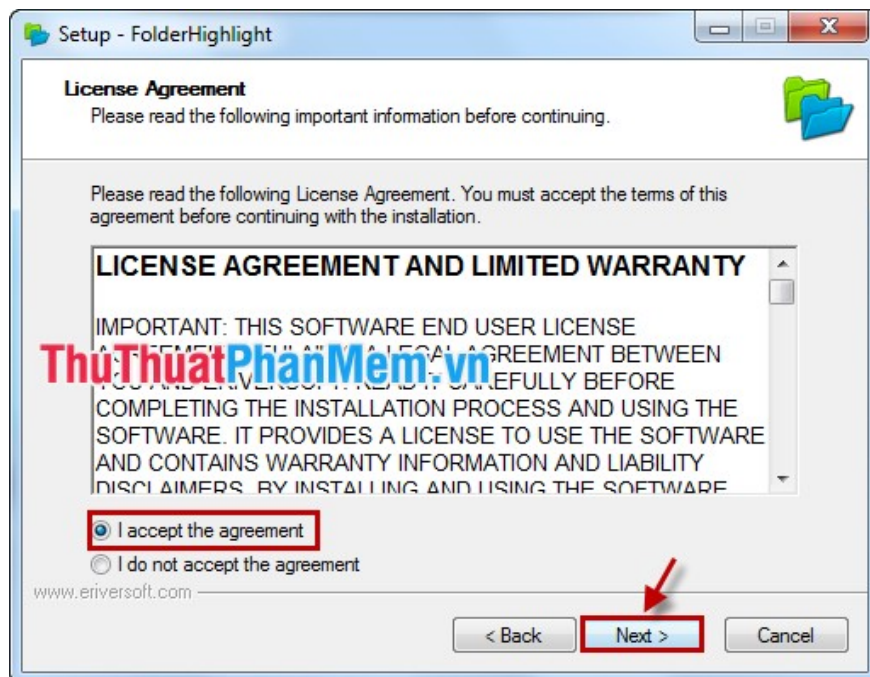 Setup - FolderHighlight
License Agreement
Please read the following important information before continuing.
Please read the following License Agreement. You must accept the terms of this
agreement before continuing with the installation.
LICENSE AGREEMENT AND LIMITED WARRANTY
IMPORTANT: THIS SOFTWARE END USER LICENSE
LEGAL AGREEMENT BETWEEN
ThuThuatPhanMem.vn
CAREFULLY BEFORE
COMPLETING THE INSTALLATION PROCESS AND USING THE
SOFTWARE. IT PROVIDES A LICENSE TO USE THE SOFTWARE
AND CONTAINS WARRANTY INFORMATION AND LIABILITY
DISCLAIMERS. BY INSTALLING AND USING THE SOFTWARE
I accept the agreement
I do not accept the agreement
www.eriversoft.com
< Back Next > Cancel